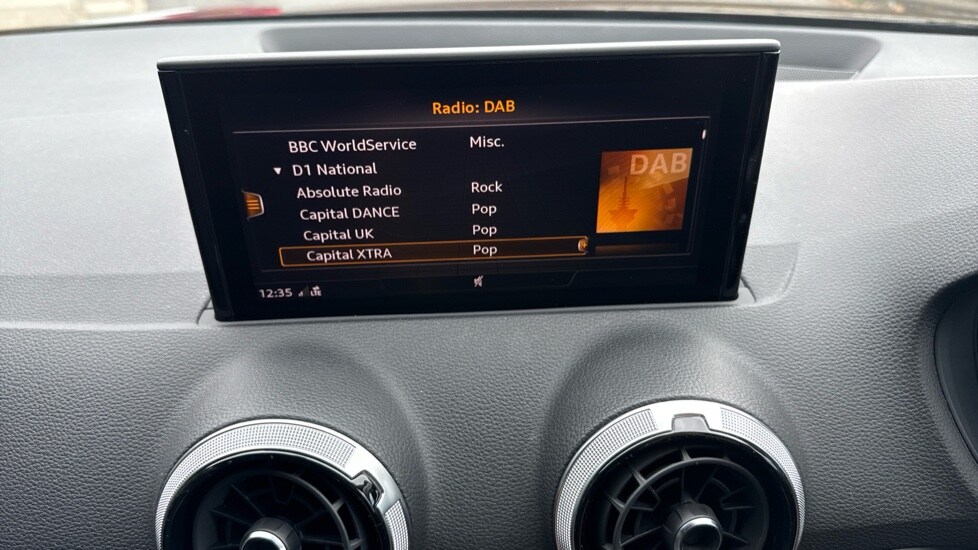 Radio: DAB
BBC WorldService Misc.
▼ D1 National
Absolute Radio Rock
Capital DANCE Pop
Capital UK Pop
Capital XTRA Pop
DAB
12:35 LTE